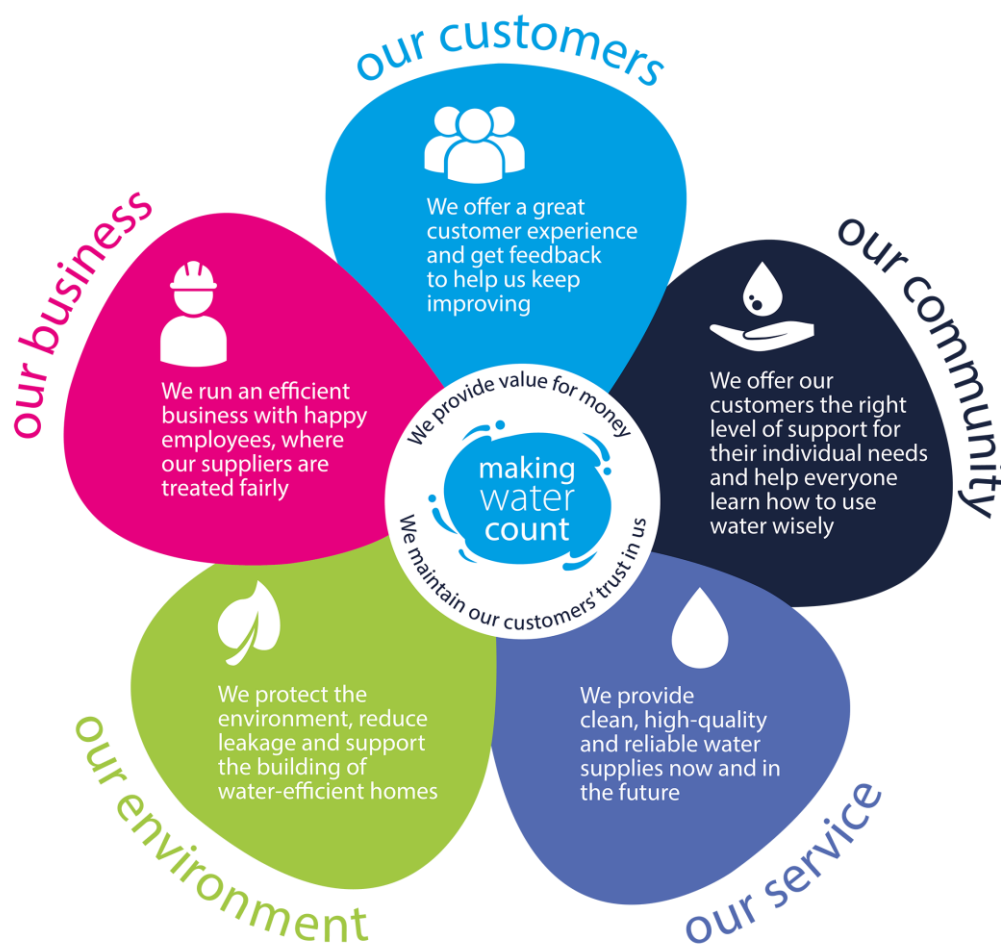 our customers
We offer a great
customer experience
and get feedback
to help us keep
improving
our community
We offer our
customers the right
level of support for
their individual needs
and help everyone
learn how to use
water wisely
our service
We provide
clean, high-quality
and reliable water
supplies now and in
the future
our environment
We protect the
environment, reduce
leakage and support
the building of
water-efficient homes
our business
We run an efficient
business with happy
employees, where
our suppliers are
treated fairly
We provide value for money
making
water
count
We maintain our customers' trust in us